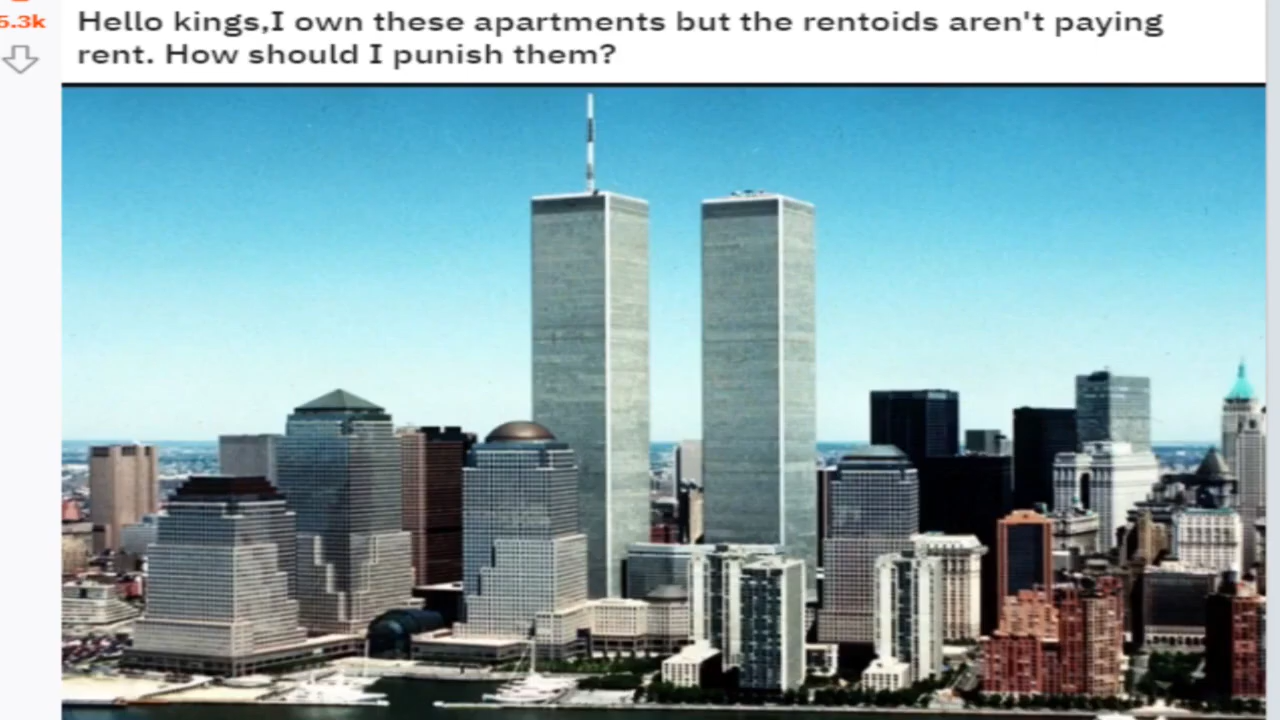 5.3k
Hello kings,I own these apartments but the rentoids aren't paying
rent. How should I punish them?